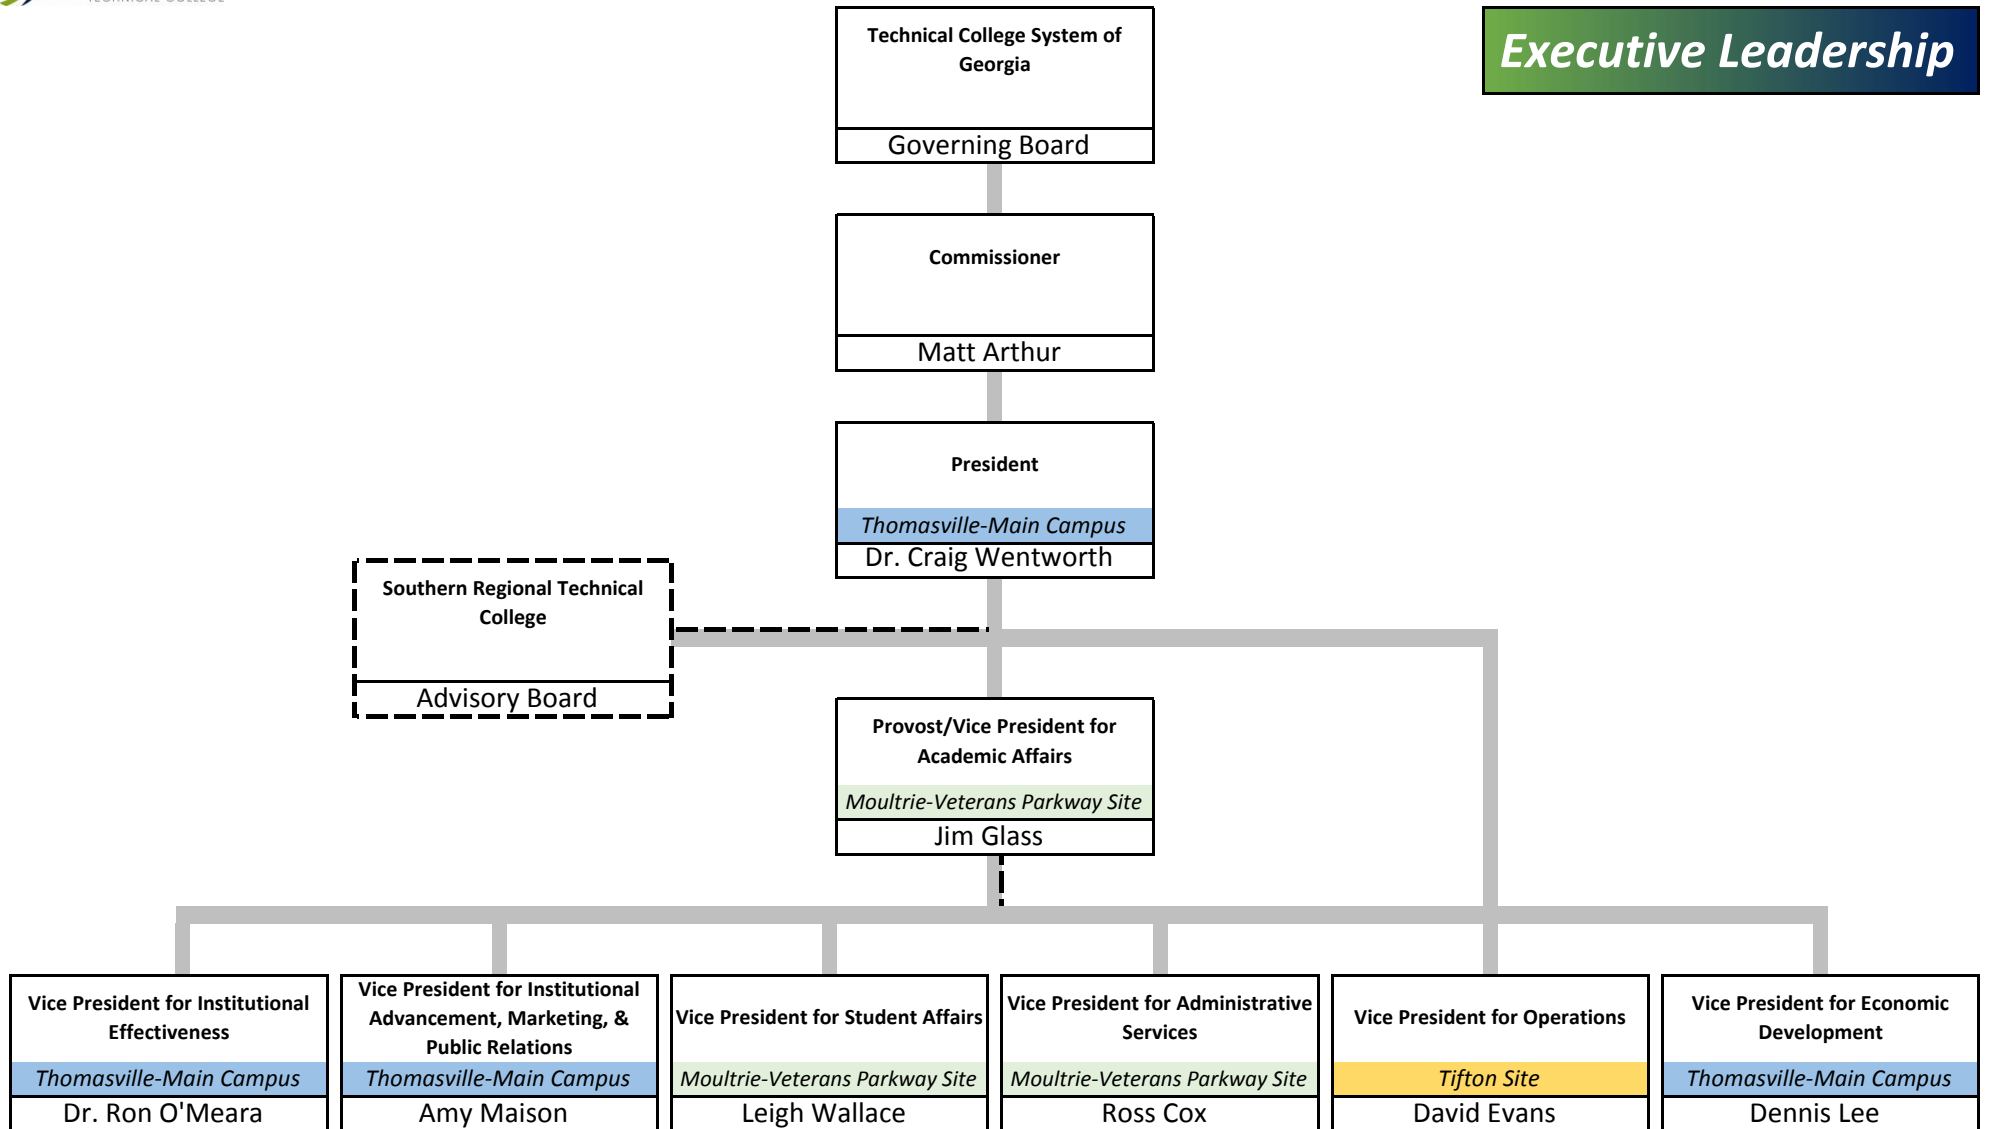 TECHNICAL COLLEGE
Executive Leadership
Technical College System of
Georgia
Governing Board
Commissioner
Matt Arthur
President
Thomasville-Main Campus
Dr. Craig Wentworth
Southern Regional Technical
College
Advisory Board
Provost/Vice President for
Academic Affairs
Moultrie-Veterans Parkway Site
Jim Glass
Vice President for Institutional
Effectiveness
Thomasville-Main Campus
Dr. Ron O'Meara
Vice President for Institutional
Advancement, Marketing, &
Public Relations
Thomasville-Main Campus
Amy Maison
Vice President for Student Affairs
Moultrie-Veterans Parkway Site
Leigh Wallace
Vice President for Administrative
Services
Moultrie-Veterans Parkway Site
Ross Cox
Vice President for Operations
Tifton Site
David Evans
Vice President for Economic
Development
Thomasville-Main Campus
Dennis Lee